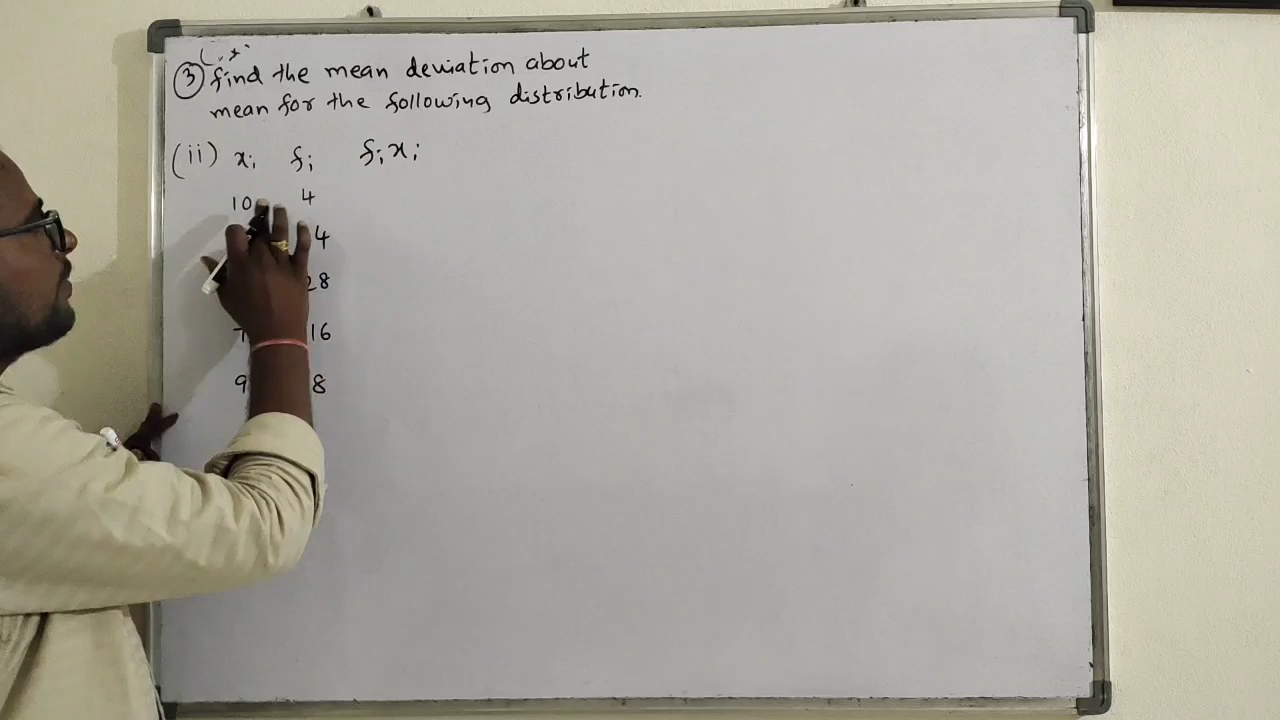 ③ find the mean deviation about
mean for the following distribution.
(ii) xᵢ fᵢ fᵢxᵢ
10 4
4
28
7 16
9 8